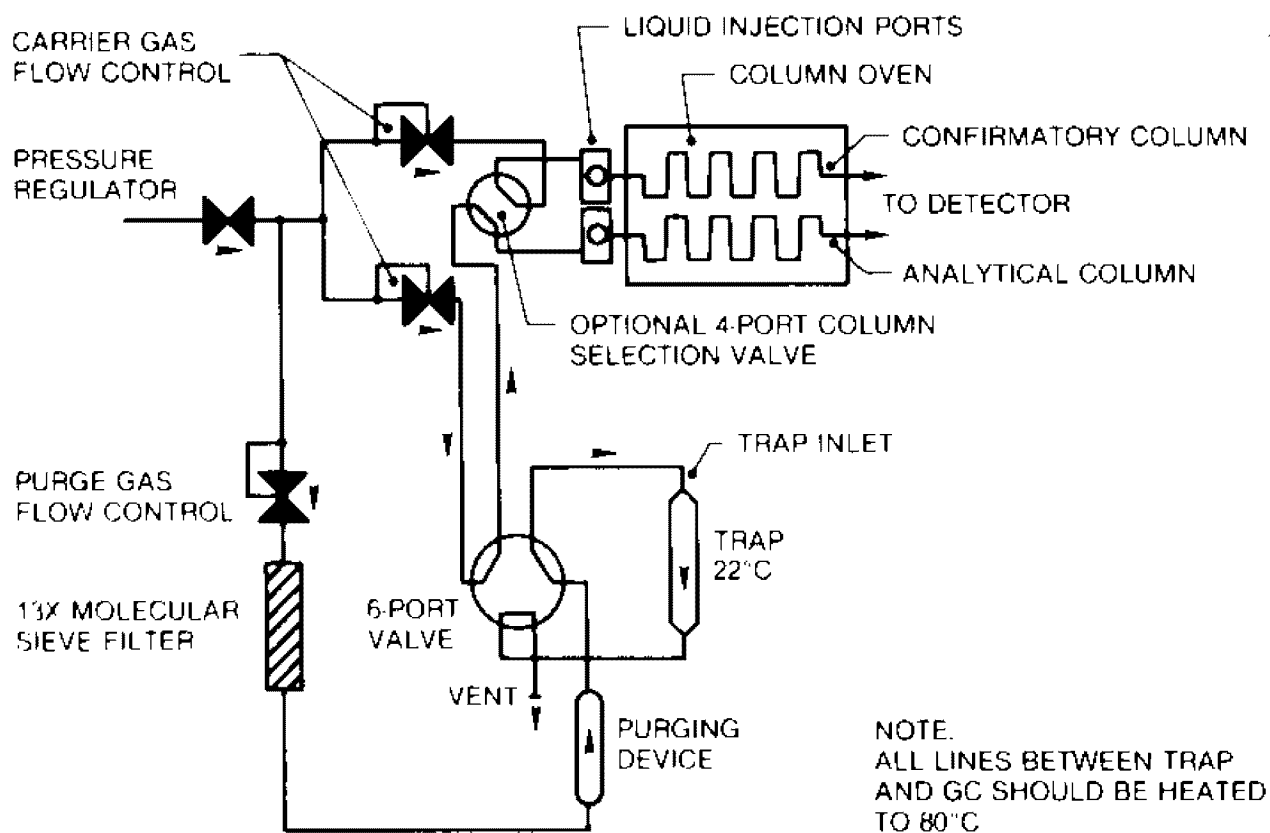 CARRIER GAS
FLOW CONTROL
LIQUID INJECTION PORTS
COLUMN OVEN
CONFIRMATORY COLUMN
PRESSURE
REGULATOR
TO DETECTOR
ANALYTICAL COLUMN
OPTIONAL 4-PORT COLUMN
SELECTION VALVE
TRAP INLET
PURGE GAS
FLOW CONTROL
TRAP
22°C
13X MOLECULAR
SIEVE FILTER
6-PORT
VALVE
VENT
PURGING
DEVICE
NOTE.
ALL LINES BETWEEN TRAP
AND GC SHOULD BE HEATED
TO 80°C